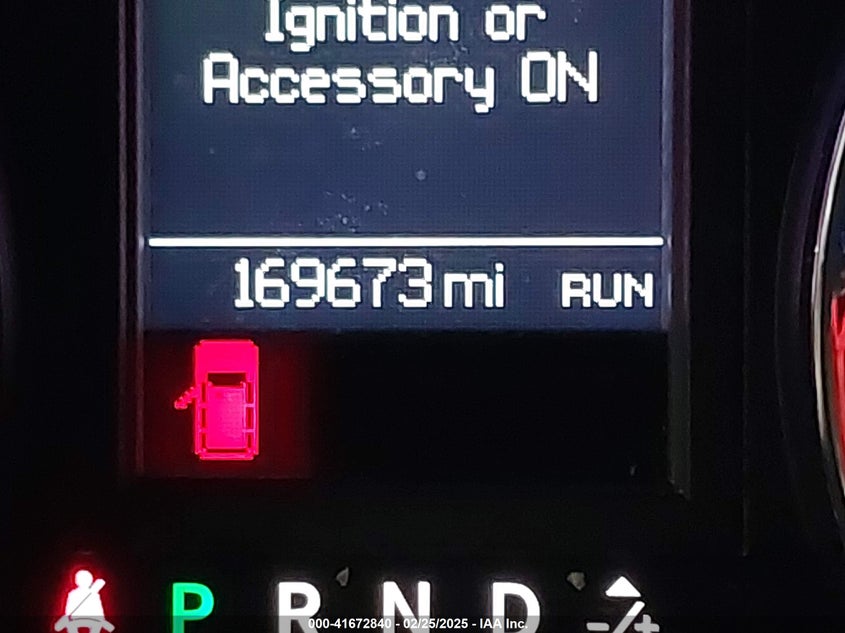 Ignition or
Accessory ON
169673 mi RUN
P R N D -/+
000-41672840 - 02/25/2025 - IAA Inc.